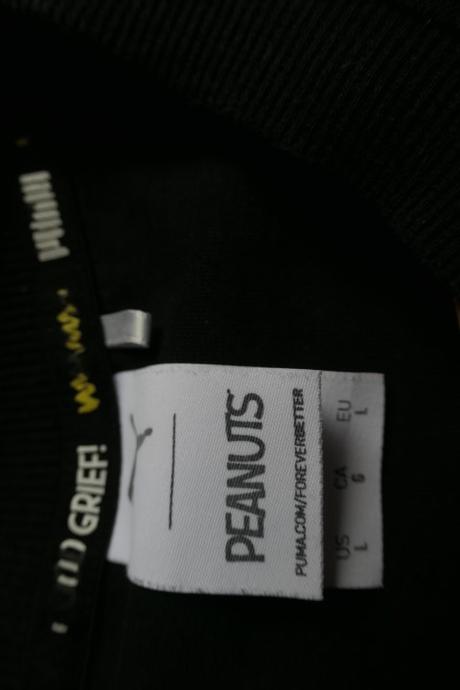 PEANUTS
PUMA.COM/FOREVERBETTER
US CA EU
L G L
GRIEF!